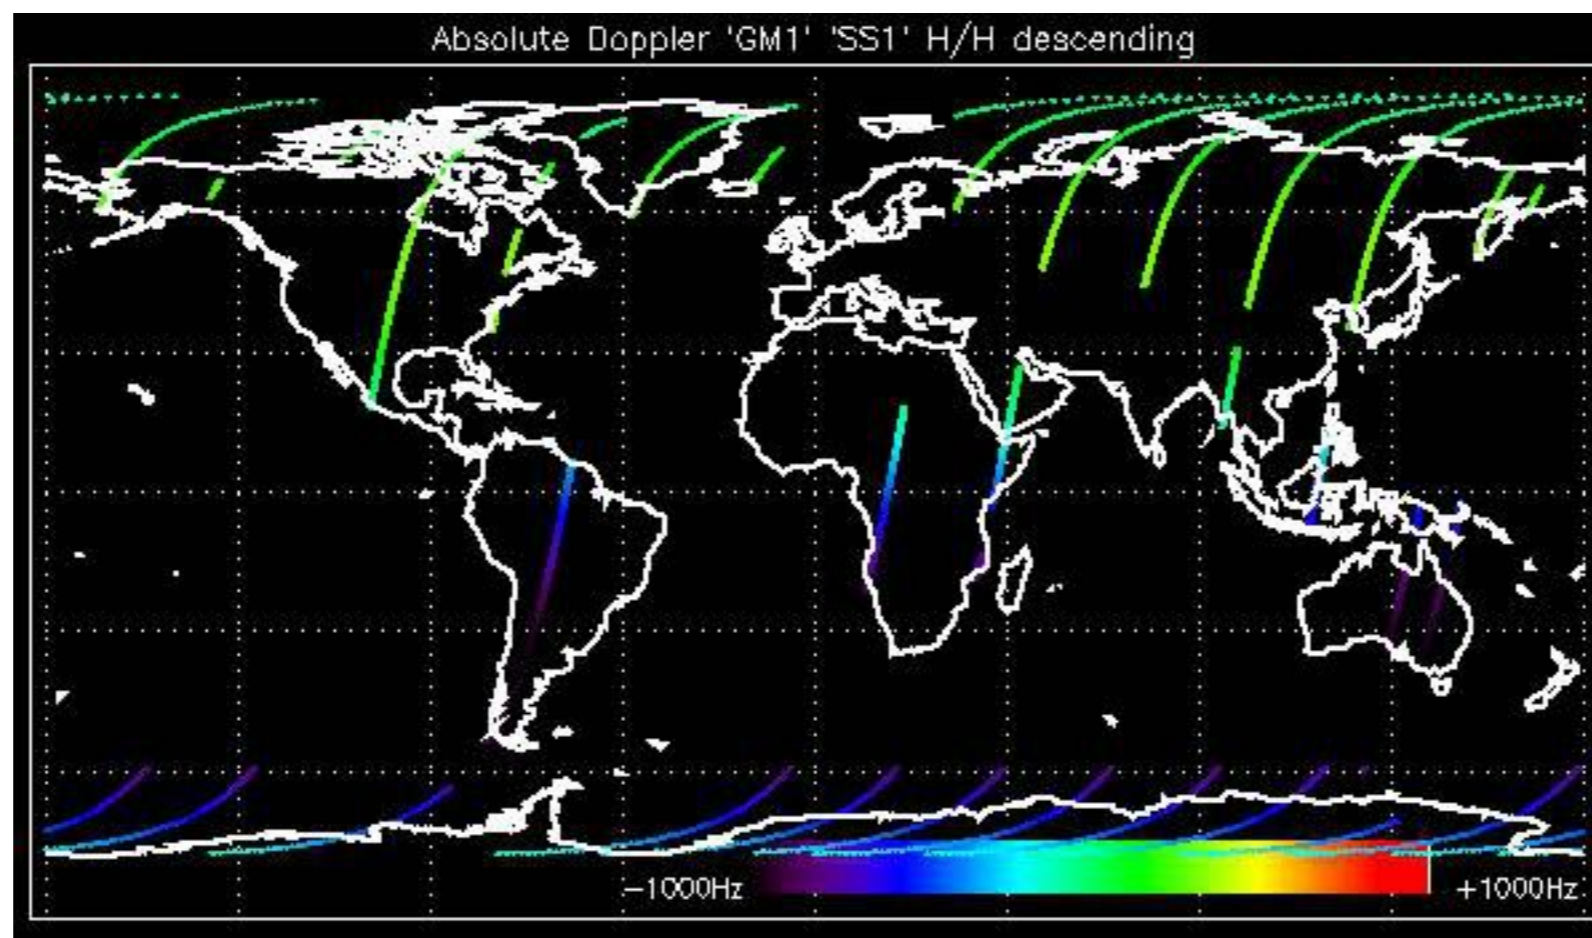 Absolute Doppler 'GM1' 'SS1' H/H descending
−1000Hz
+1000Hz